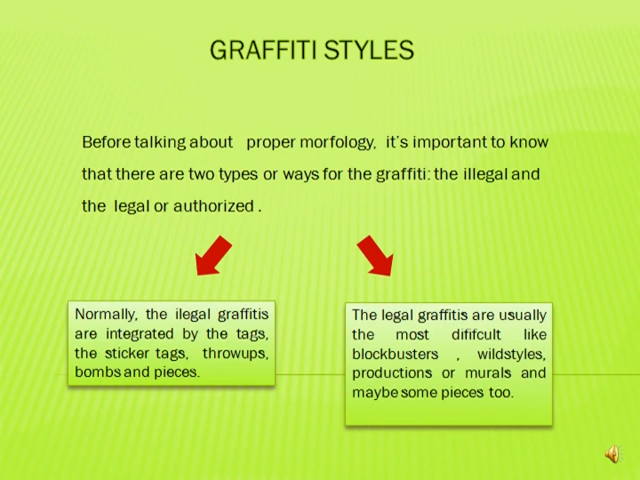 GRAFFITI STYLES
Before talking about proper morfology, it's important to know
that there are two types or ways for the graffiti: the illegal and
the legal or authorized .
Normally, the ilegal graffitis
are integrated by the tags,
the sticker tags, throwups,
bombs and pieces.
The legal graffitis are usually
the most dififcult like
blockbusters , wildstyles,
productions or murals and
maybe some pieces too.